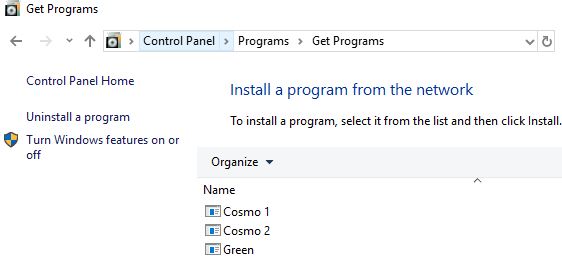 Get Programs
Control Panel
Programs
Get Programs
Control Panel Home
Uninstall a program
Turn Windows features on or
off
Install a program from the network
To install a program, select it from the list and then click Install.
Organize
Name
Cosmo 1
Cosmo 2
Green